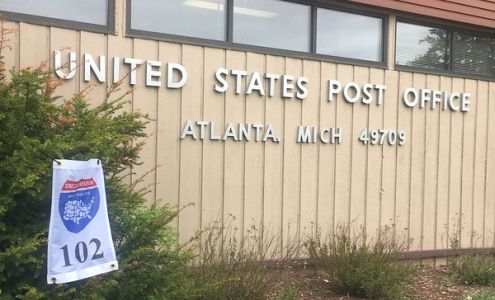 UNITED STATES POST OFFICE
ATLANTA, MICH 49709
102